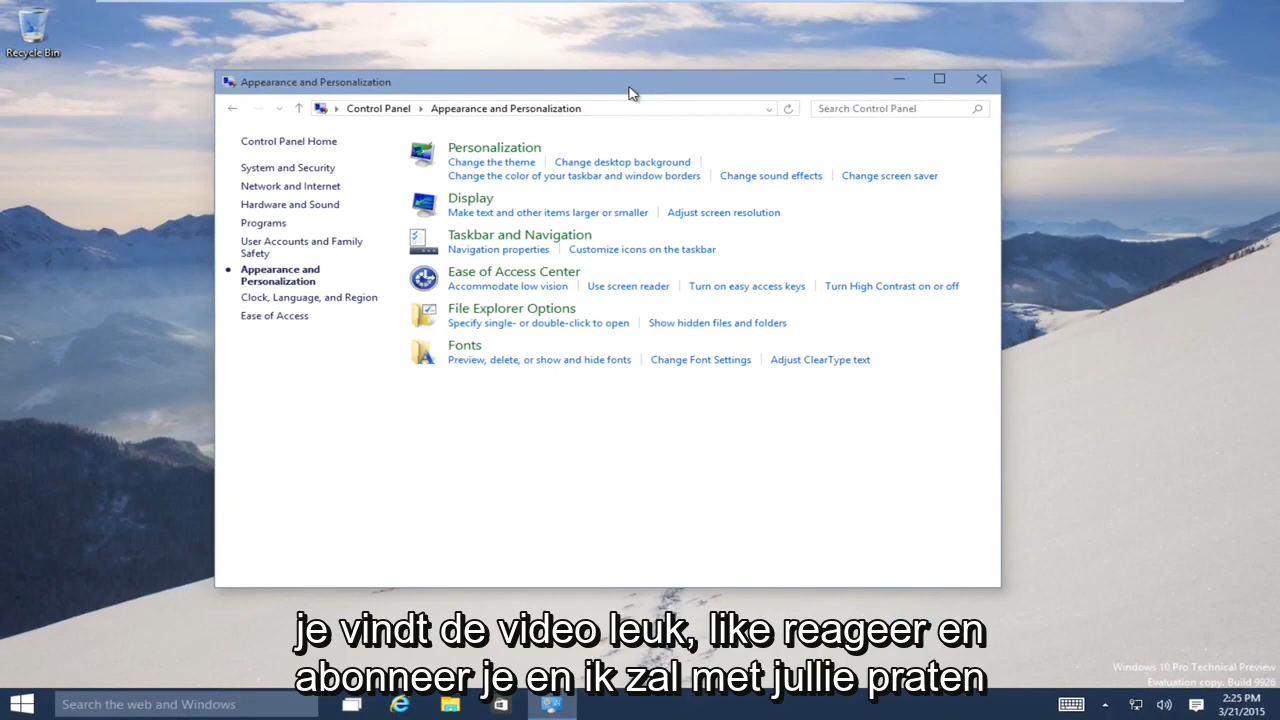 Recycle Bin
Appearance and Personalization
Control Panel Appearance and Personalization
Search Control Panel
Control Panel Home
System and Security
Network and Internet
Hardware and Sound
Programs
User Accounts and Family
Safety
Appearance and
Personalization
Clock, Language, and Region
Ease of Access
Personalization
Change the theme Change desktop background
Change the color of your taskbar and window borders Change sound effects Change screen saver
Display
Make text and other items larger or smaller Adjust screen resolution
Taskbar and Navigation
Navigation properties Customize icons on the taskbar
Ease of Access Center
Accommodate low vision Use screen reader Turn on easy access keys Turn High Contrast on or off
File Explorer Options
Specify single- or double-click to open Show hidden files and folders
Fonts
Preview, delete, or show and hide fonts Change Font Settings Adjust ClearType text
je vindt de video leuk, like reageer en
abonneer je en ik zal met jullie praten
Windows 10 Pro Technical Preview
Evaluation copy. Build 9926
Search the web and Windows
2:25 PM
3/21/2015